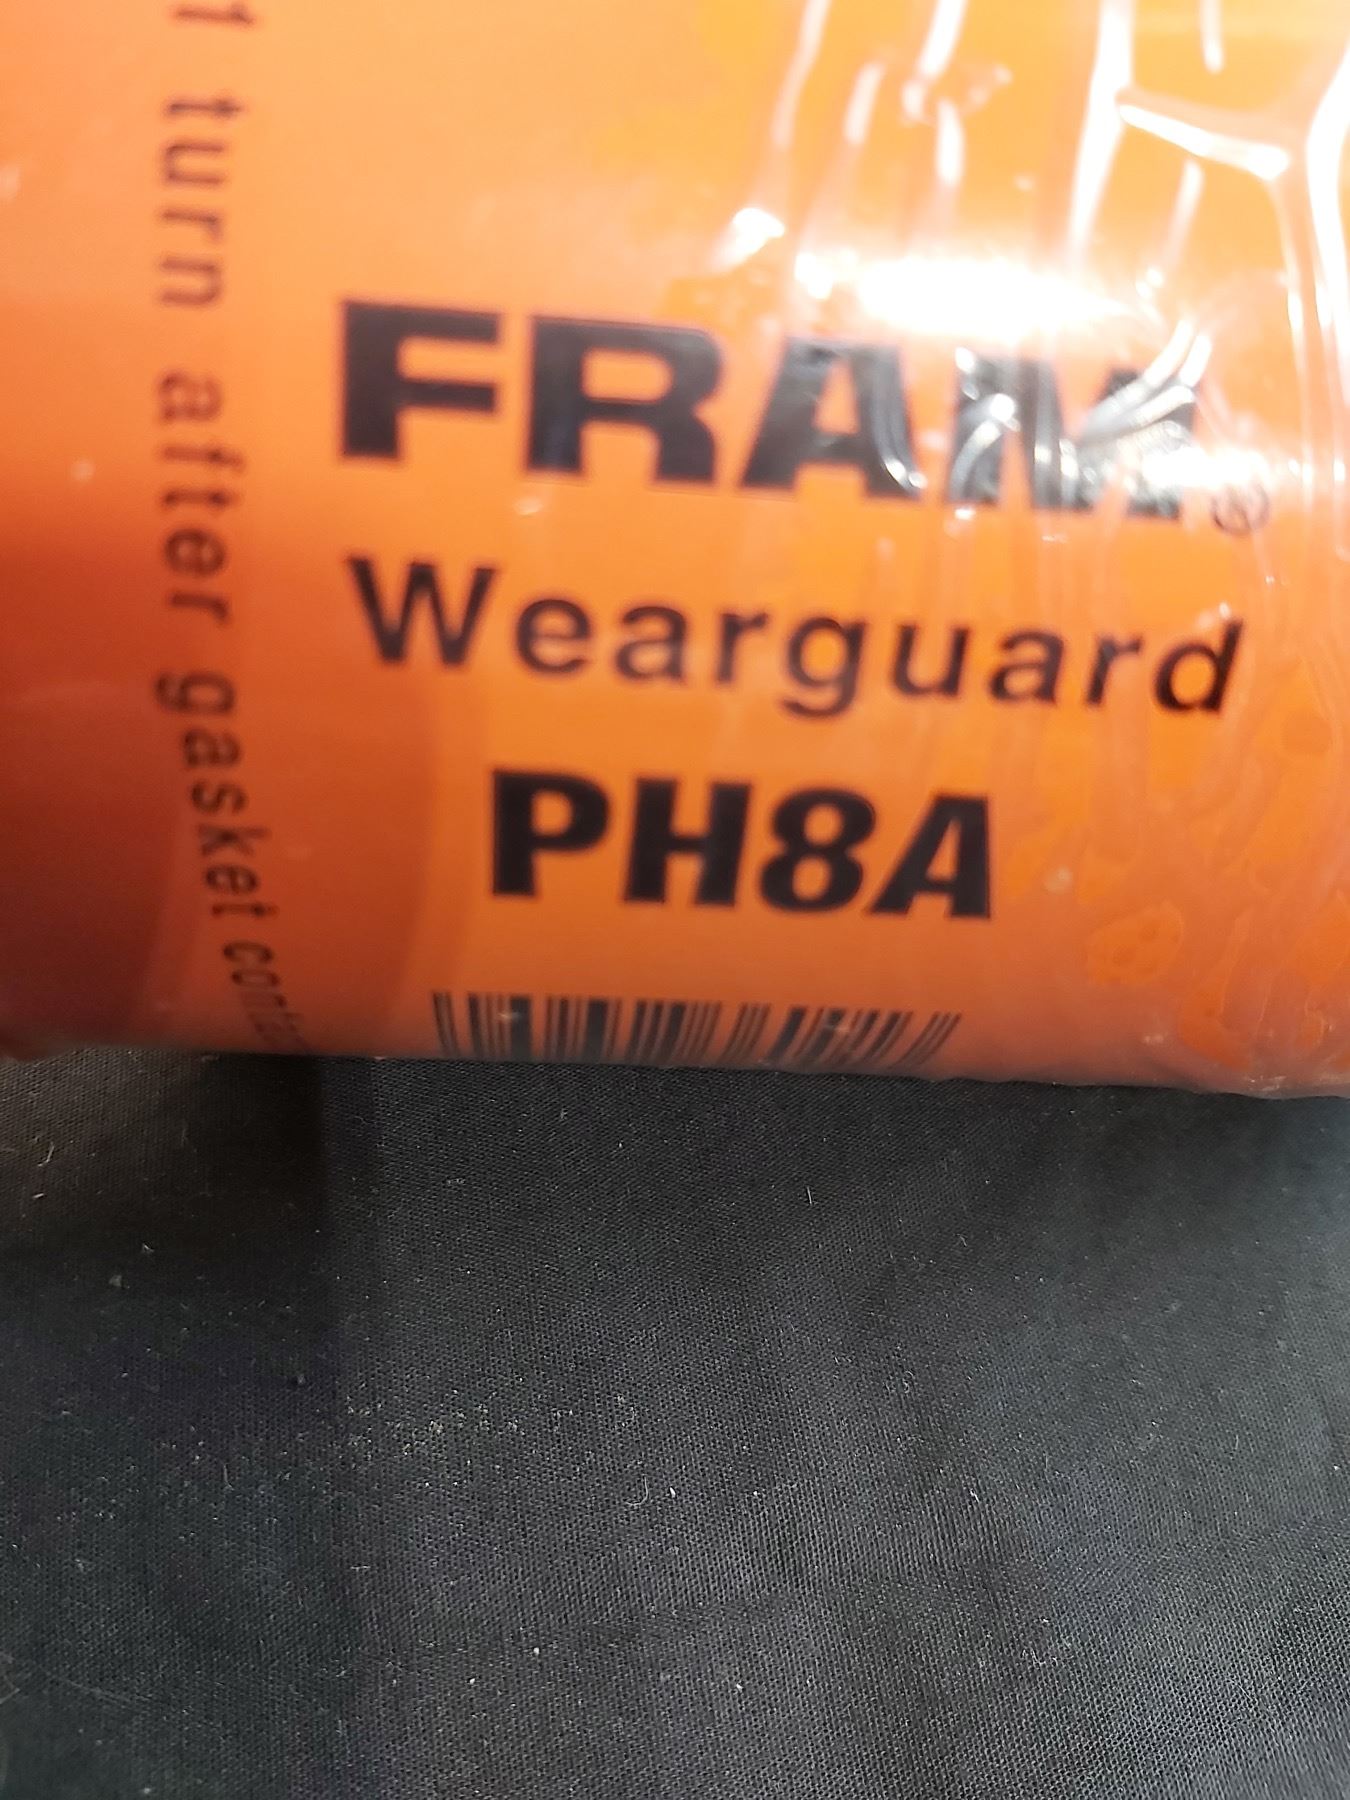 1 turn after gasket
FRAM®
Wearguard
PH8A